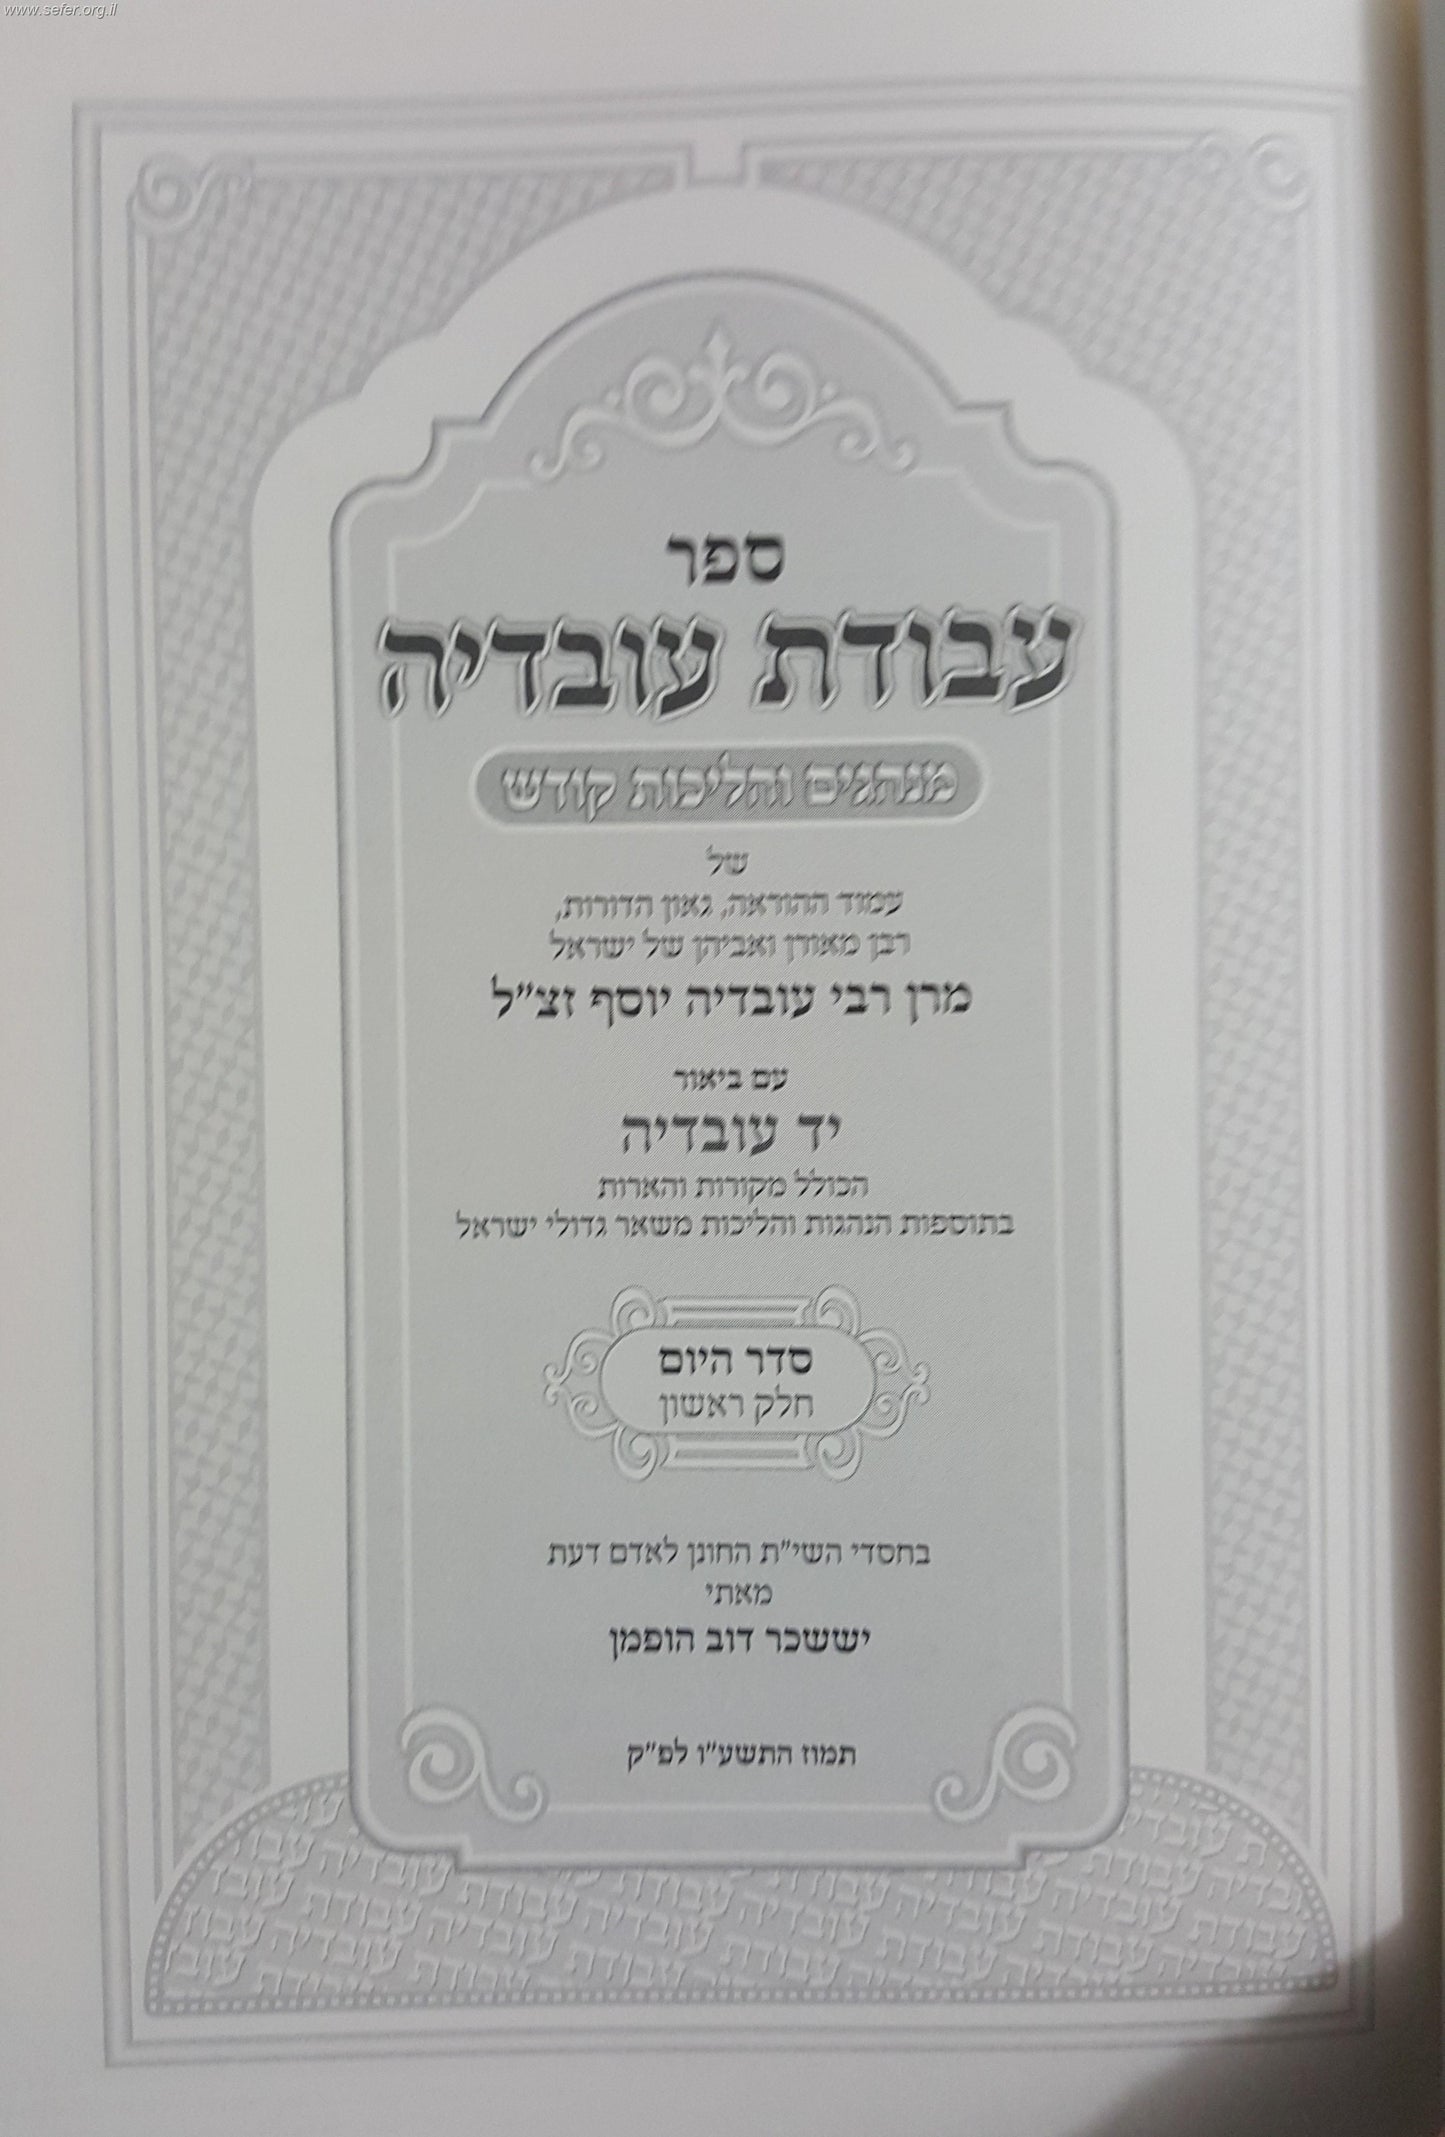 www.sefer.org.il
ספר
עבודת עובדיה
מנהגים והליכות קודש
של
עמוד ההוראה, גאון הדורות,
רבן מאורן ואביהן של ישראל
מרן רבי עובדיה יוסף זצ"ל
עם ביאור
יד עובדיה
הכולל מקורות והארות
בתוספות הנהגות והליכות משאר גדולי ישראל
סדר היום
חלק ראשון
בחסדי השי"ת החונן לאדם דעת
מאתי
יששכר דוב הופמן
תמוז התשע"ו לפ"ק